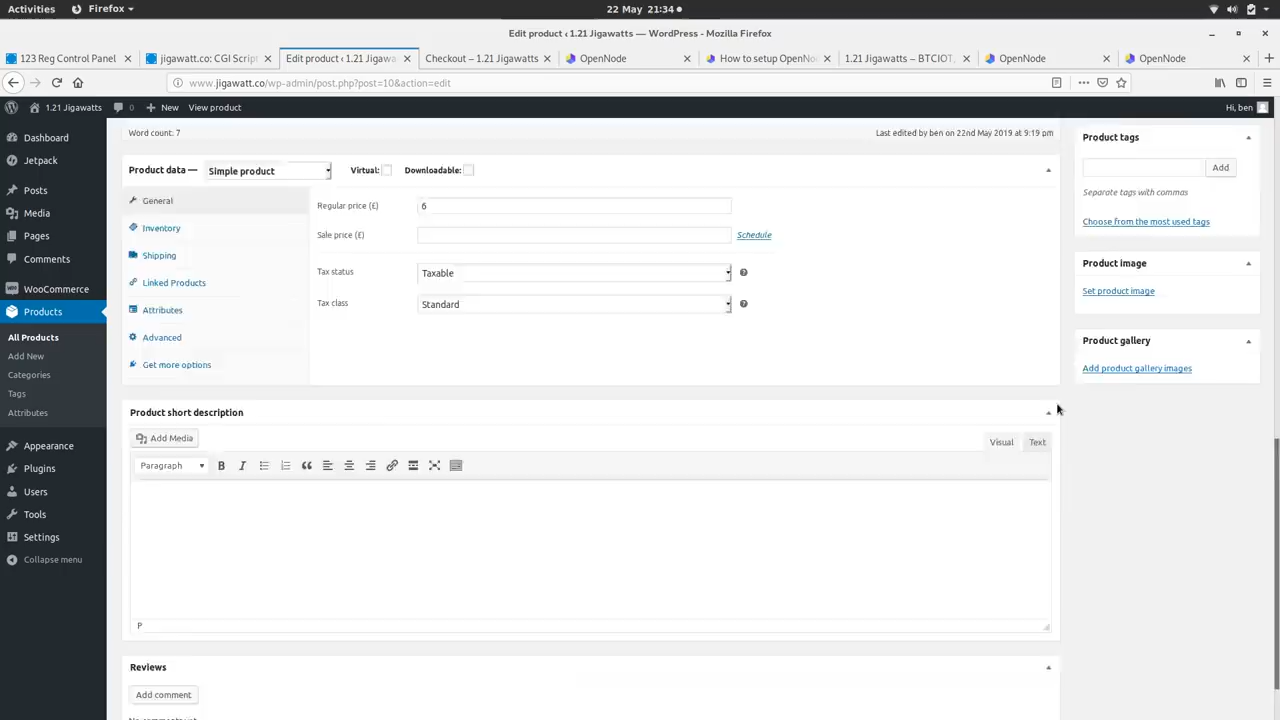 Activities Firefox 22 May 21:34
Edit product ‹ 1.21 Jigawatts — WordPress - Mozilla Firefox
123 Reg Control Panel jigawatt.co: CGI Script Edit product ‹ 1.21 Jigawa Checkout – 1.21 Jigawatts OpenNode How to setup OpenNo 1.21 Jigawatts – BTCIOT, OpenNode OpenNode
www.jigawatt.co/wp-admin/post.php?post=10&action=edit
1.21 Jigawatts 0 New View product Hi, ben
Dashboard
Jetpack
Posts
Media
Pages
Comments
WooCommerce
Products
All Products
Add New
Categories
Tags
Attributes
Appearance
Plugins
Users
Tools
Settings
Collapse menu
Word count: 7 Last edited by ben on 22nd May 2019 at 9:19 pm
Product data — Simple product Virtual: Downloadable:
General
Inventory
Shipping
Linked Products
Attributes
Advanced
Get more options
Regular price (£) 6
Sale price (£) Schedule
Tax status Taxable
Tax class Standard
Product short description
Add Media Visual Text
Paragraph B I
P
Reviews
Add comment
No comments yet
Product tags
Add
Separate tags with commas
Choose from the most used tags
Product image
Set product image
Product gallery
Add product gallery images